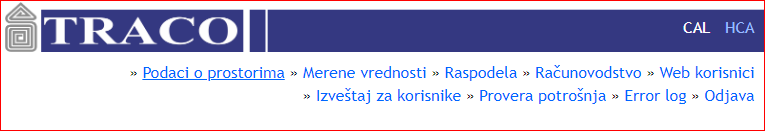 TRACO CAL HCA
» Podaci o prostorima » Merene vrednosti » Raspodela » Računovodstvo » Web korisnici
» Izveštaj za korisnike » Provera potrošnja » Error log » Odjava